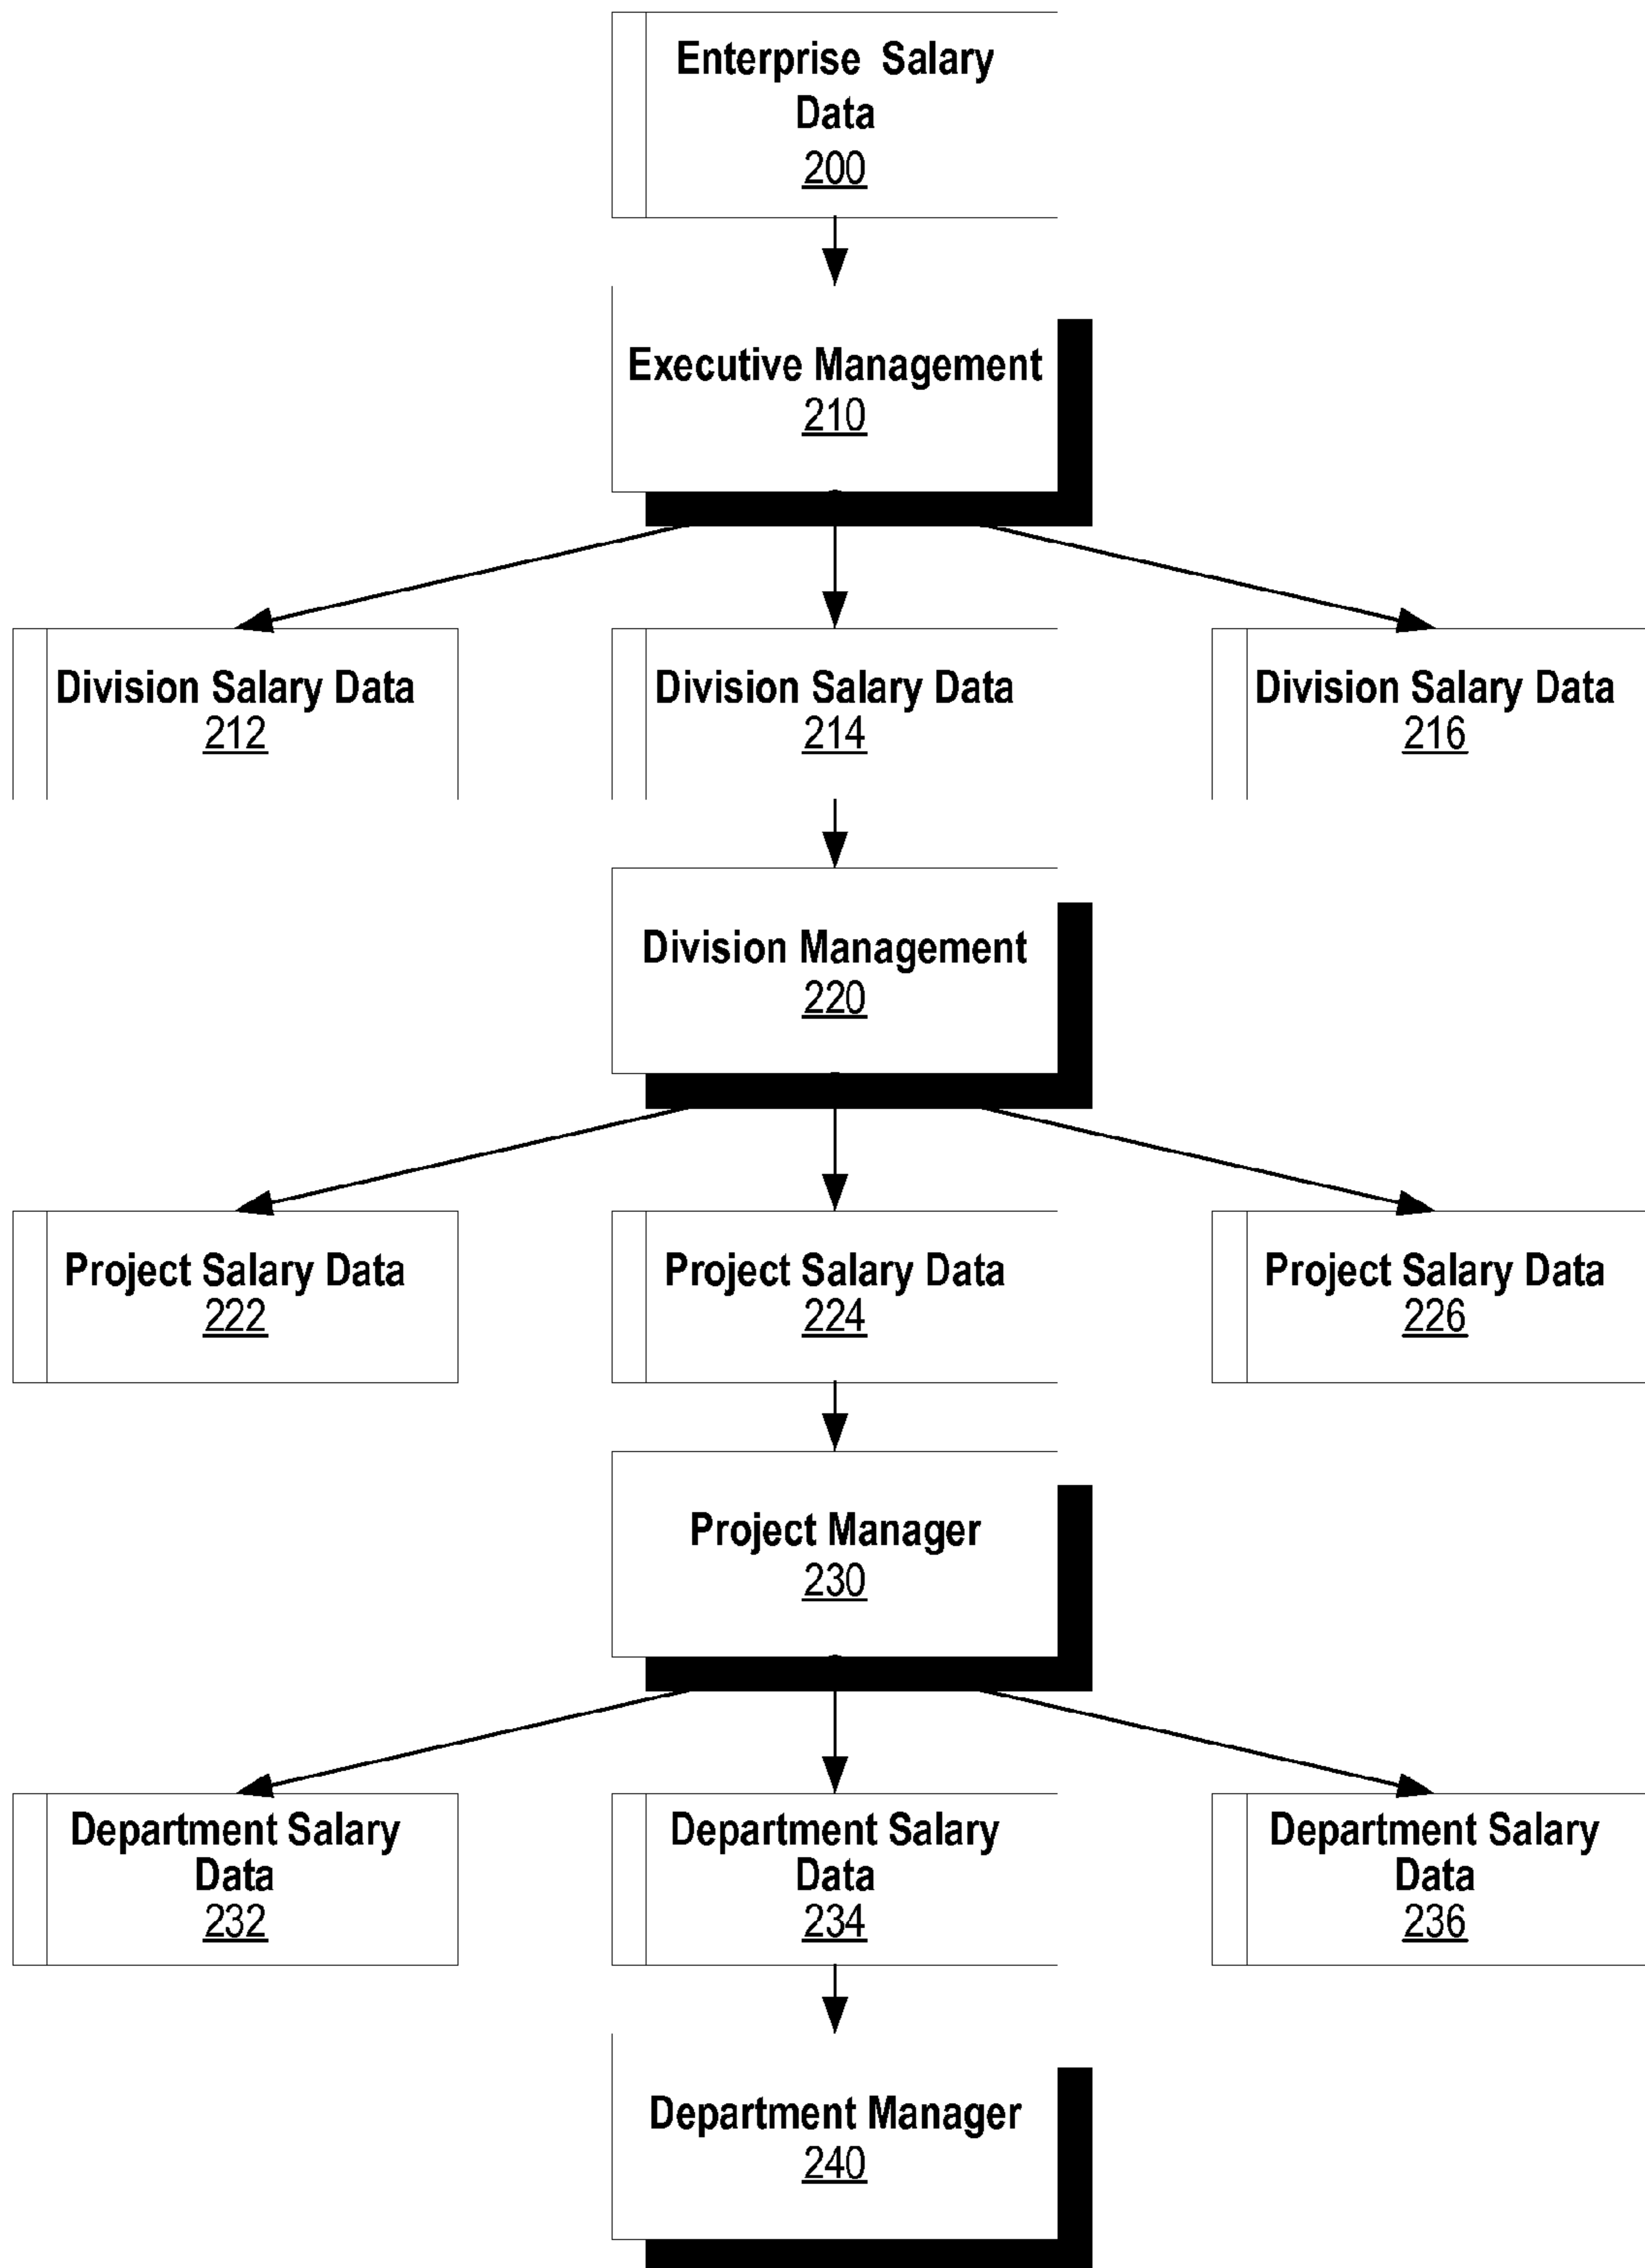 Enterprise Salary
Data
200
Executive Management
210
Division Salary Data
212
Division Salary Data
214
Division Salary Data
216
Division Management
220
Project Salary Data
222
Project Salary Data
224
Project Salary Data
226
Project Manager
230
Department Salary
Data
232
Department Salary
Data
234
Department Salary
Data
236
Department Manager
240